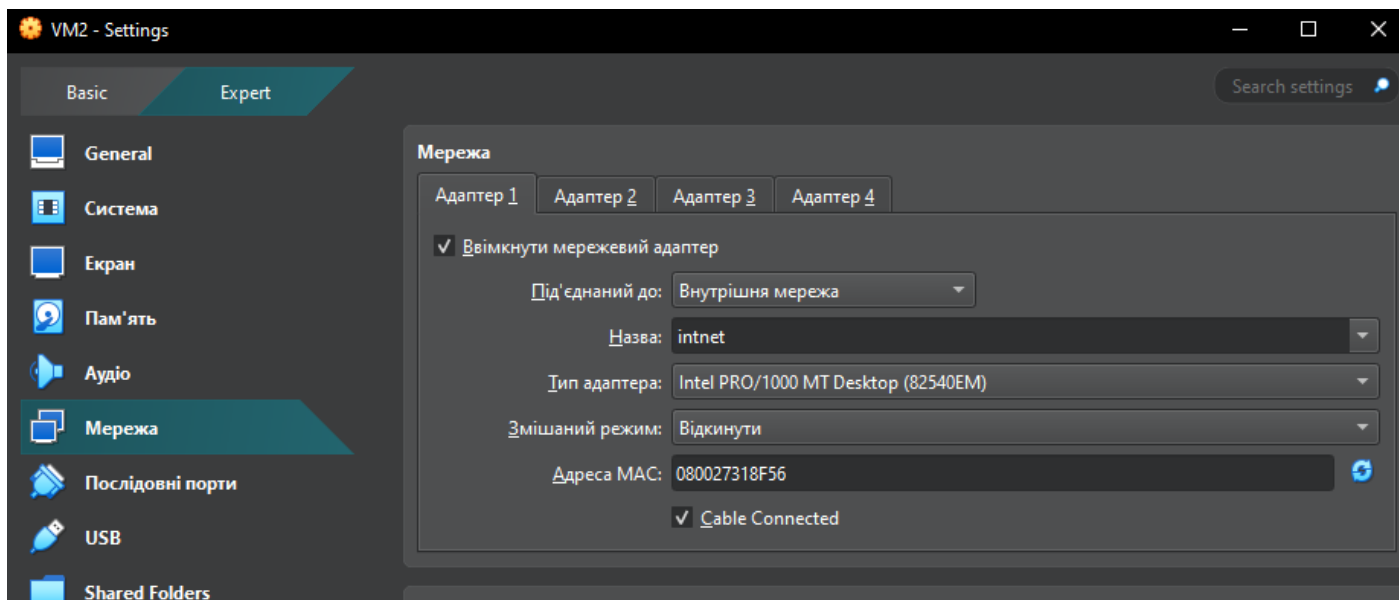 VM2 - Settings
Basic Expert Search settings
General
Система
Екран
Пам'ять
Аудіо
Мережа
Послідовні порти
USB
Shared Folders
Мережа
Адаптер 1 Адаптер 2 Адаптер 3 Адаптер 4
Ввімкнути мережевий адаптер
Під'єднаний до: Внутрішня мережа
Назва: intnet
Тип адаптера: Intel PRO/1000 MT Desktop (82540EM)
Змішаний режим: Відкинути
Адреса MAC: 080027318F56
Cable Connected